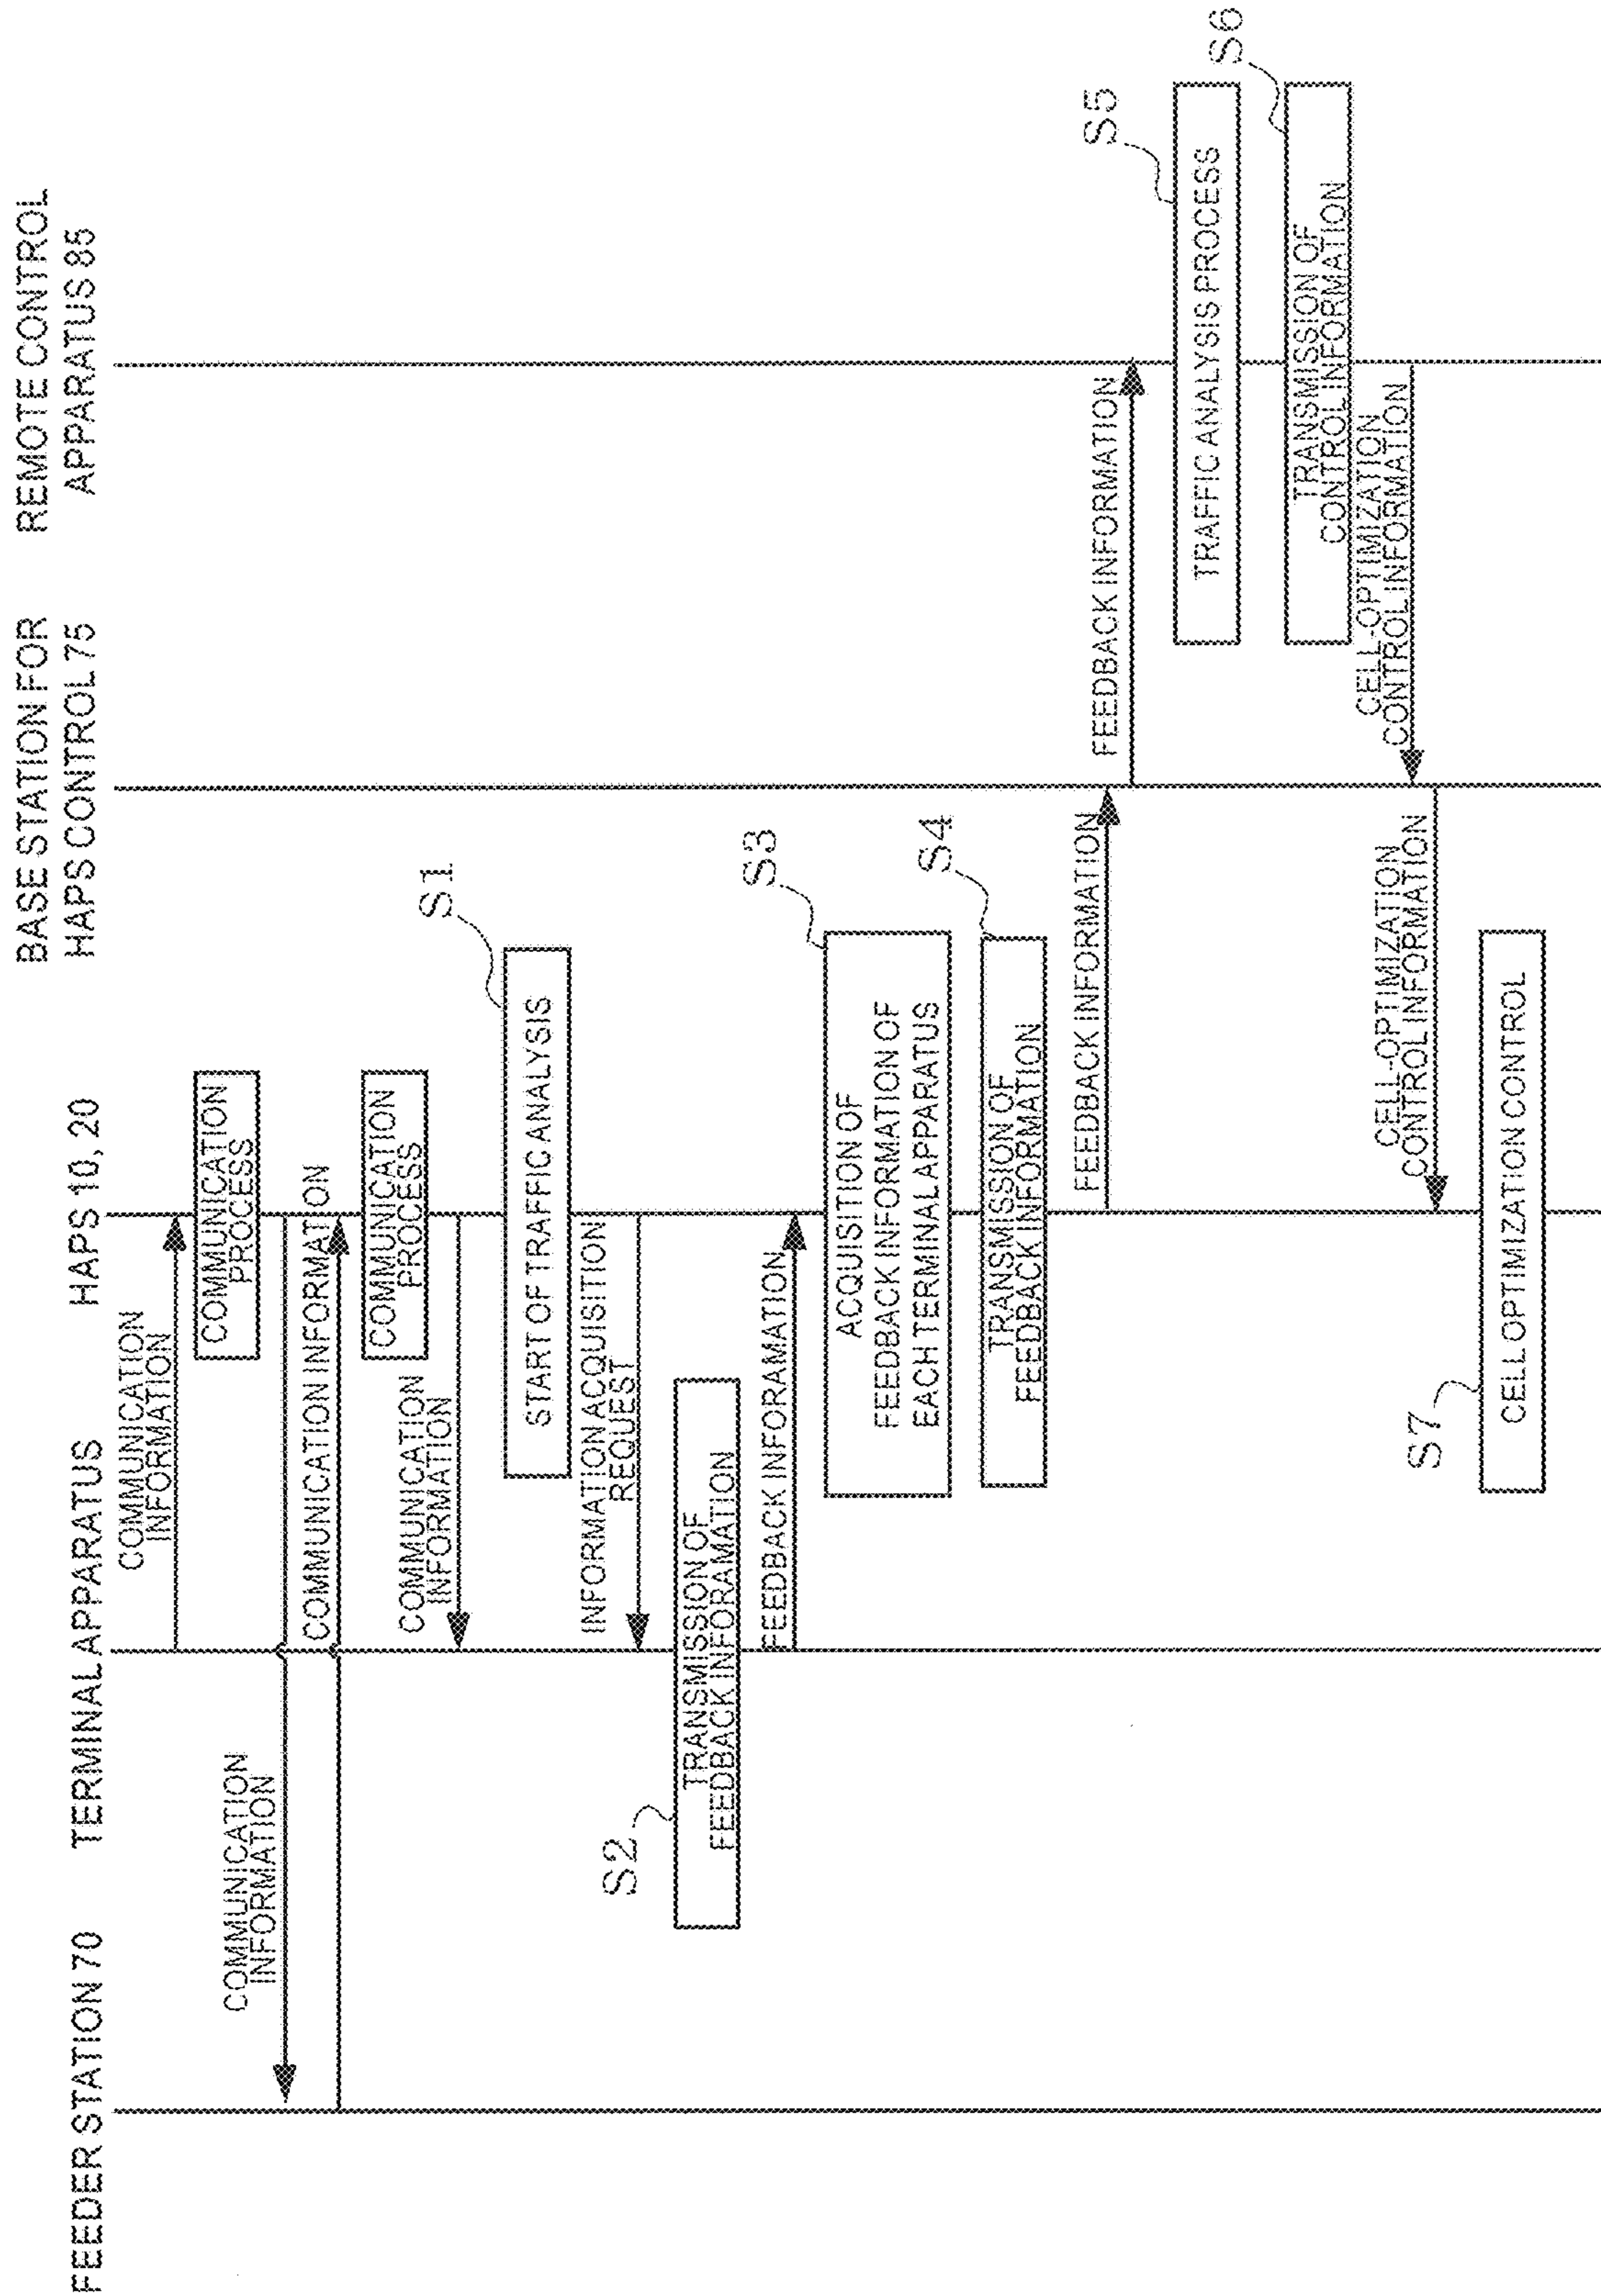 FEEDER STATION 70
TERMINAL APPARATUS
HAPS 10, 20
BASE STATION FOR
HAPS CONTROL 75
REMOTE CONTROL
APPARATUS 85
COMMUNICATION
INFORMATION
COMMUNICATION
PROCESS
COMMUNICATION
INFORMATION
COMMUNICATION INFORMATION
COMMUNICATION
PROCESS
COMMUNICATION
INFORMATION
S1
START OF TRAFFIC ANALYSIS
INFORMATION ACQUISITION
REQUEST
S2
TRANSMISSION OF
FEEDBACK INFORMATION
FEEDBACK INFORAMATION
S3
ACQUISITION OF
FEEDBACK INFORMATION OF
EACH TERMINAL APPARATUS
S4
TRANSMISSION OF
FEEDBACK INFORMATION
FEEDBACK INFORMATION
FEEDBACK INFORMATION
S5
TRAFFIC ANALYSIS PROCESS
S6
TRANSMISSION OF
CONTROL INFORMATION
CELL-OPTIMIZATION
CONTROL INFORMATION
CELL-OPTIMIZATION
CONTROL INFORMATION
S7
CELL OPTIMIZATION CONTROL